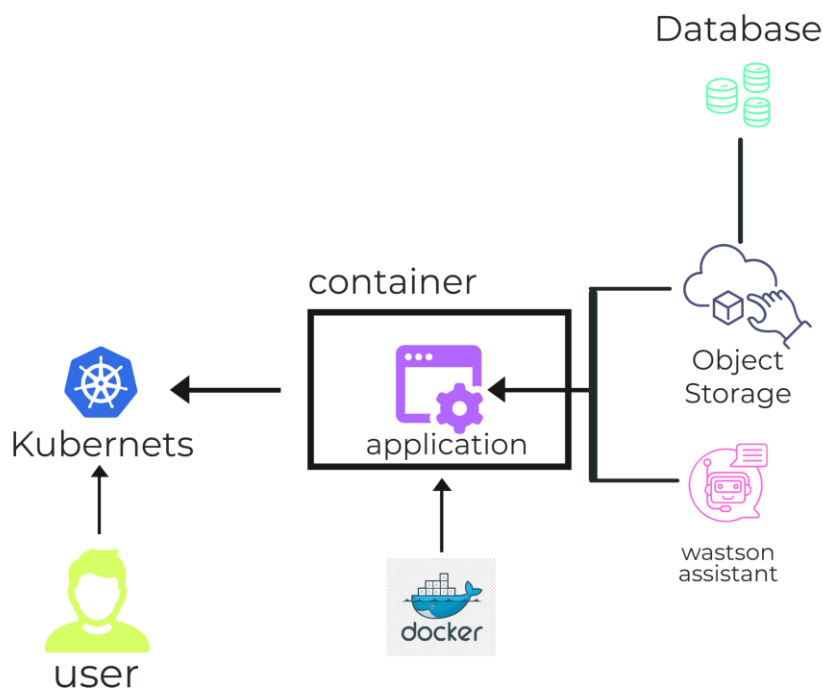 Database
container
Object
Storage
application
Kubernets
wastson
assistant
docker
user